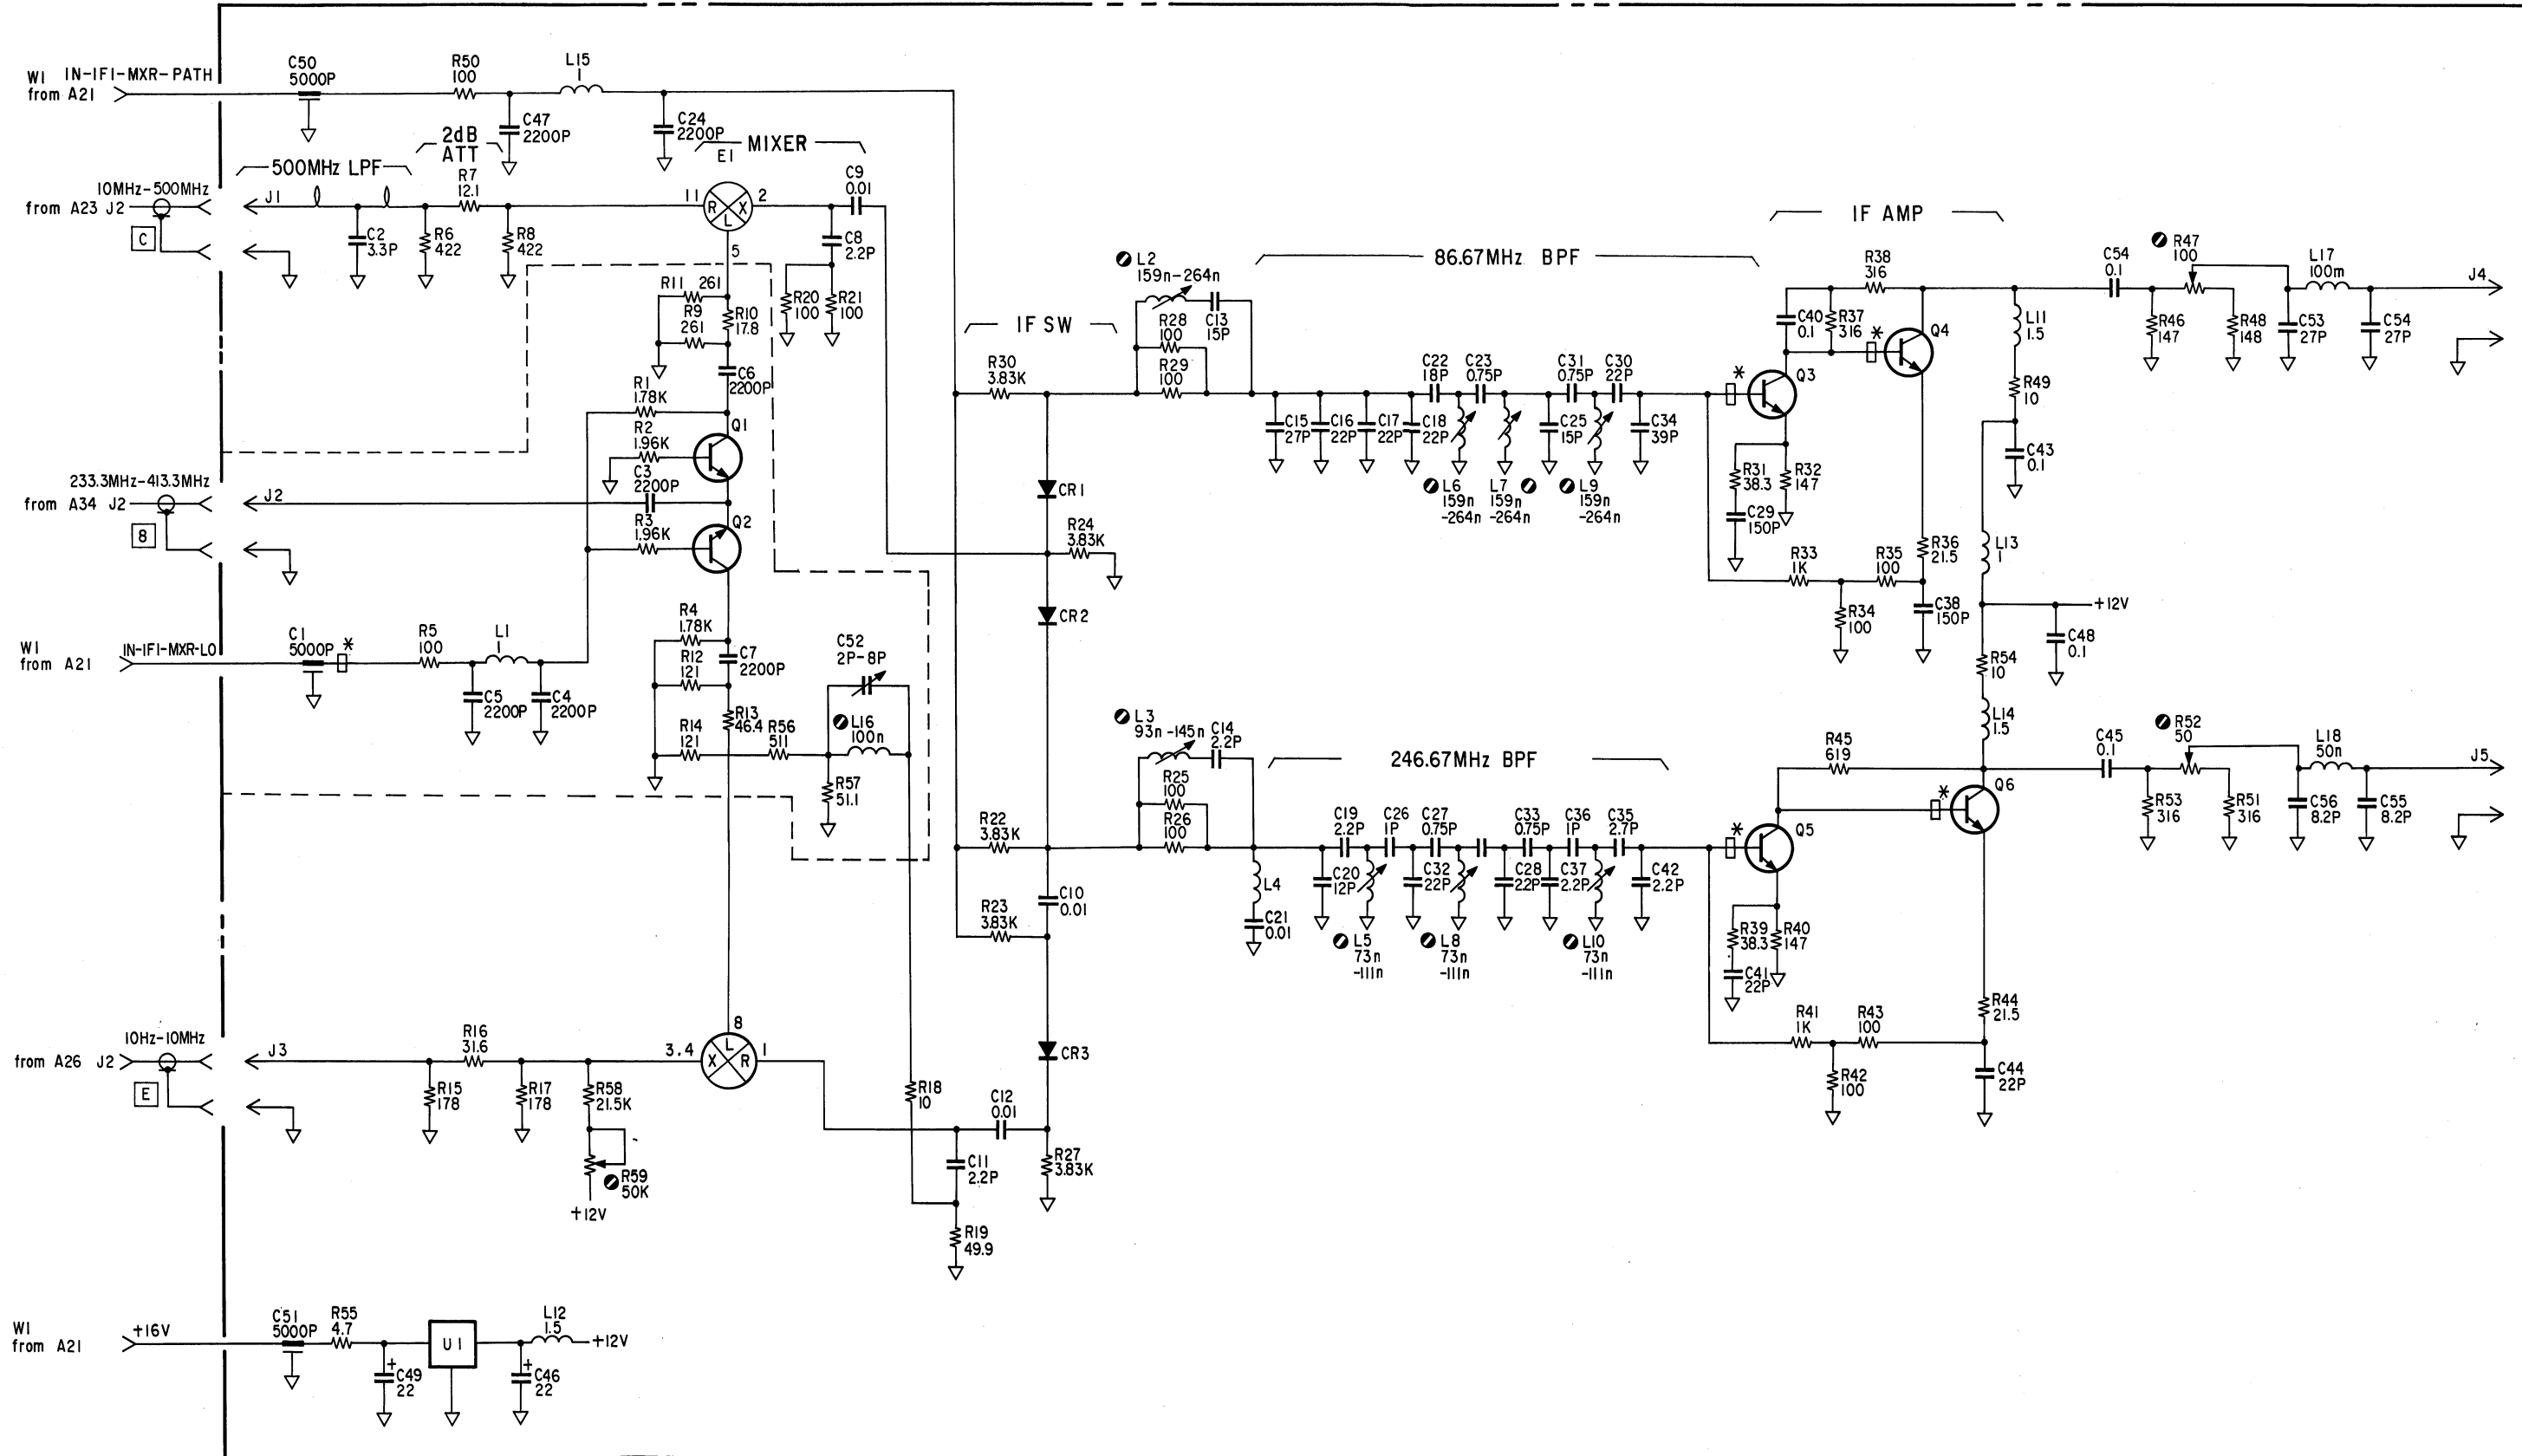 W1 IN-IF1-MXR-PATH
from A21
C50
5000P
R50
100
L15
1
C47
2200P
C24
2200P
500MHz LPF
2dB
ATT
MIXER
E1
10MHz-500MHz
from A23 J2
C
J1
C2
3.3P
R6
422
R7
12.1
R8
422
11
R X
L
2
5
C9
0.01
C8
2.2P
R20
100
R21
100
R11 261
R9
261
R10
17.8
C6
2200P
R1
1.78K
R2
1.96K
Q1
C3
2200P
R3
1.96K
Q2
233.3MHz-413.3MHz
from A34 J2
8
J2
W1
from A21
IN-IF1-MXR-LO
C1
5000P
*
R5
100
L1
1
C5
2200P
C4
2200P
R4
1.78K
R12
121
C7
2200P
R14
121
R13
46.4
R56
511
C52
2P-8P
L16
100n
R57
51.1
10Hz-10MHz
from A26 J2
E
J3
R15
178
R16
31.6
R17
178
R58
21.5K
R59
50K
+12V
3.4
8
L
X R
1
R18
10
C12
0.01
C11
2.2P
R19
49.9
R27
3.83K
W1
from A21
+16V
C51
5000P
R55
4.7
+
C49
22
U1
+
C46
22
L12
1.5
+12V
IF SW
R30
3.83K
CR1
R24
3.83K
CR2
R22
3.83K
R23
3.83K
C10
0.01
CR3
L2
159n-264n
C13
15P
R28
100
R29
100
86.67MHz BPF
C15
27P
C16
22P
C17
22P
C18
22P
C22
18P
C23
0.75P
C31
0.75P
C30
22P
C25
15P
C34
39P
L6
159n
-264n
L7
159n
-264n
L9
159n
-264n
IF AMP
*
Q3
C40
0.1
R37
316
R38
316
*
Q4
R31
38.3
R32
147
C29
150P
R33
1K
R35
100
R34
100
R36
21.5
C38
150P
L11
1.5
R49
10
C43
0.1
L13
1
+12V
C48
0.1
R54
10
L14
1.5
C54
0.1
R47
100
R46
147
R48
148
L17
100m
C53
27P
C54
27P
J4
L3
93n-145n
C14
2.2P
R25
100
R26
100
L4
C21
0.01
246.67MHz BPF
C19
2.2P
C26
1P
C27
0.75P
C33
0.75P
C36
1P
C35
2.7P
C20
12P
C32
22P
C28
22P
C37
2.2P
C42
2.2P
L5
73n
-111n
L8
73n
-111n
L10
73n
-111n
*
Q5
R45
619
*
Q6
R39
38.3
R40
147
C41
22P
R41
1K
R43
100
R42
100
R44
21.5
C44
22P
C45
0.1
R52
50
R53
316
R51
316
L18
50n
C56
8.2P
C55
8.2P
J5